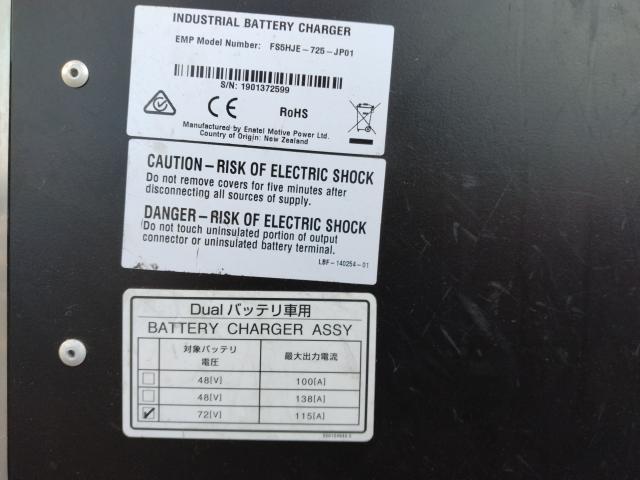 INDUSTRIAL BATTERY CHARGER
EMP Model Number: FS5HJE-725-JP01
S/N: 1901372599
CE
RoHS
Manufactured by Enatel Motive Power Ltd.
Country of Origin: New Zealand
CAUTION – RISK OF ELECTRIC SHOCK
Do not remove covers for five minutes after
disconnecting all sources of supply.
DANGER – RISK OF ELECTRIC SHOCK
Do not touch uninsulated portion of output
connector or uninsulated battery terminal.
LBF-140254-01
Dual バッテリ車用
BATTERY CHARGER ASSY
対象バッテリ 最大出力電流
電圧
48[V] 100[A]
48[V] 138[A]
72[V] 115[A]